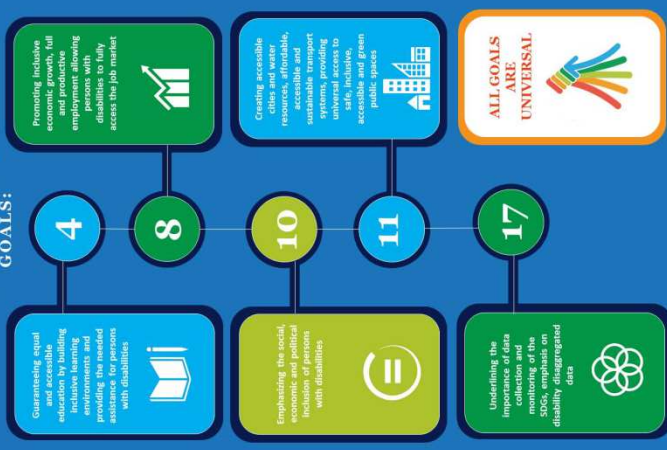 GOALS:
4
Guaranteeing equal
and accessible
education by building
inclusive learning
environments and
providing the needed
assistance for persons
with disabilities
8
Promoting inclusive
economic growth, full
and productive
employment allowing
persons with
disabilities to fully
access the job market
10
Emphasizing the social,
economic and political
inclusion of persons
with disabilities
11
Creating accessible
cities and water
resources, affordable,
accessible and
sustainable transport
systems, providing
universal access to
safe, inclusive,
accessible and green
public spaces
17
Underlining the
importance of data
collection and
monitoring of the
SDGs, emphasis on
disability disaggregated
data
ALL GOALS
ARE
UNIVERSAL